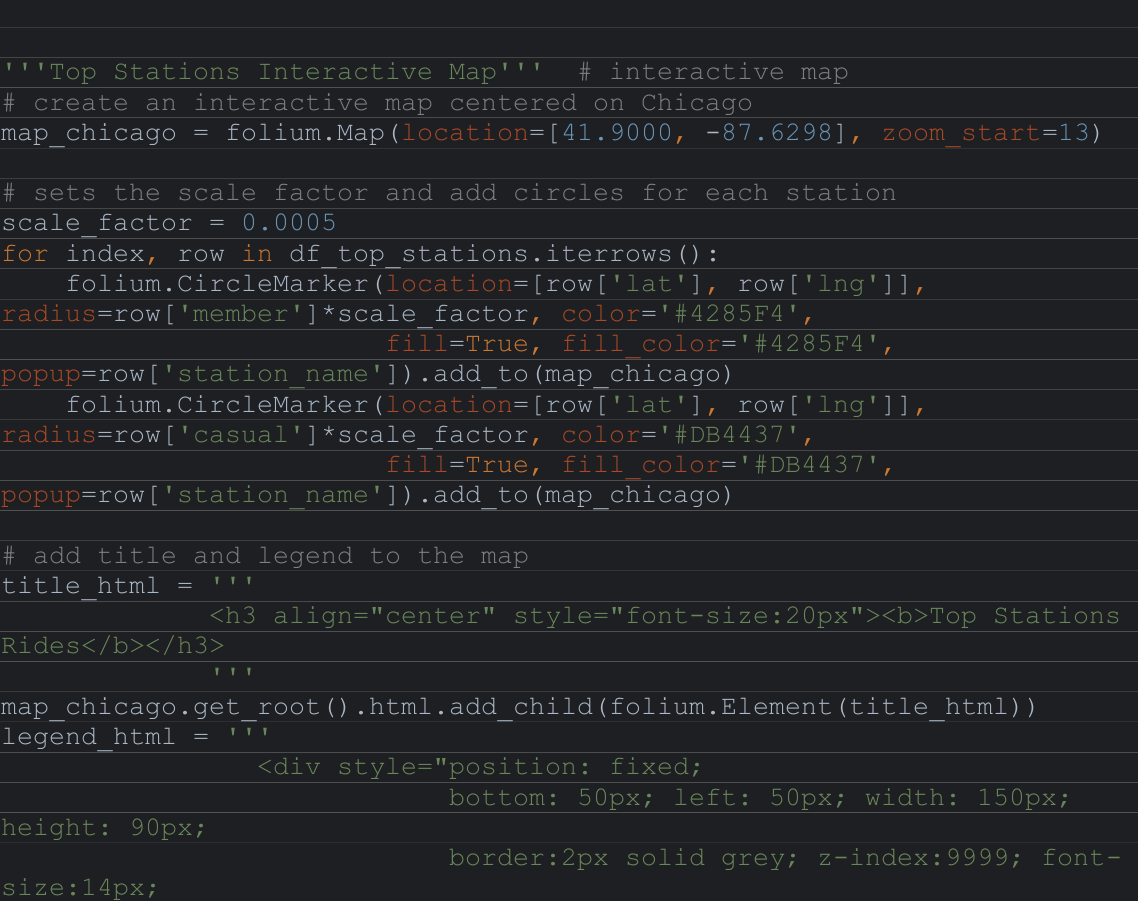 '''Top Stations Interactive Map'''  # interactive map
# create an interactive map centered on Chicago
map_chicago = folium.Map(location=[41.9000, -87.6298], zoom_start=13)

# sets the scale factor and add circles for each station
scale_factor = 0.0005
for index, row in df_top_stations.iterrows():
    folium.CircleMarker(location=[row['lat'], row['lng']],
radius=row['member']*scale_factor, color='#4285F4',
                        fill=True, fill_color='#4285F4',
popup=row['station_name']).add_to(map_chicago)
    folium.CircleMarker(location=[row['lat'], row['lng']],
radius=row['casual']*scale_factor, color='#DB4437',
                        fill=True, fill_color='#DB4437',
popup=row['station_name']).add_to(map_chicago)

# add title and legend to the map
title_html = '''
             <h3 align="center" style="font-size:20px"><b>Top Stations
Rides</b></h3>
             '''
map_chicago.get_root().html.add_child(folium.Element(title_html))
legend_html = '''
                <div style="position: fixed;
                            bottom: 50px; left: 50px; width: 150px;
height: 90px;
                            border:2px solid grey; z-index:9999; font-
size:14px;